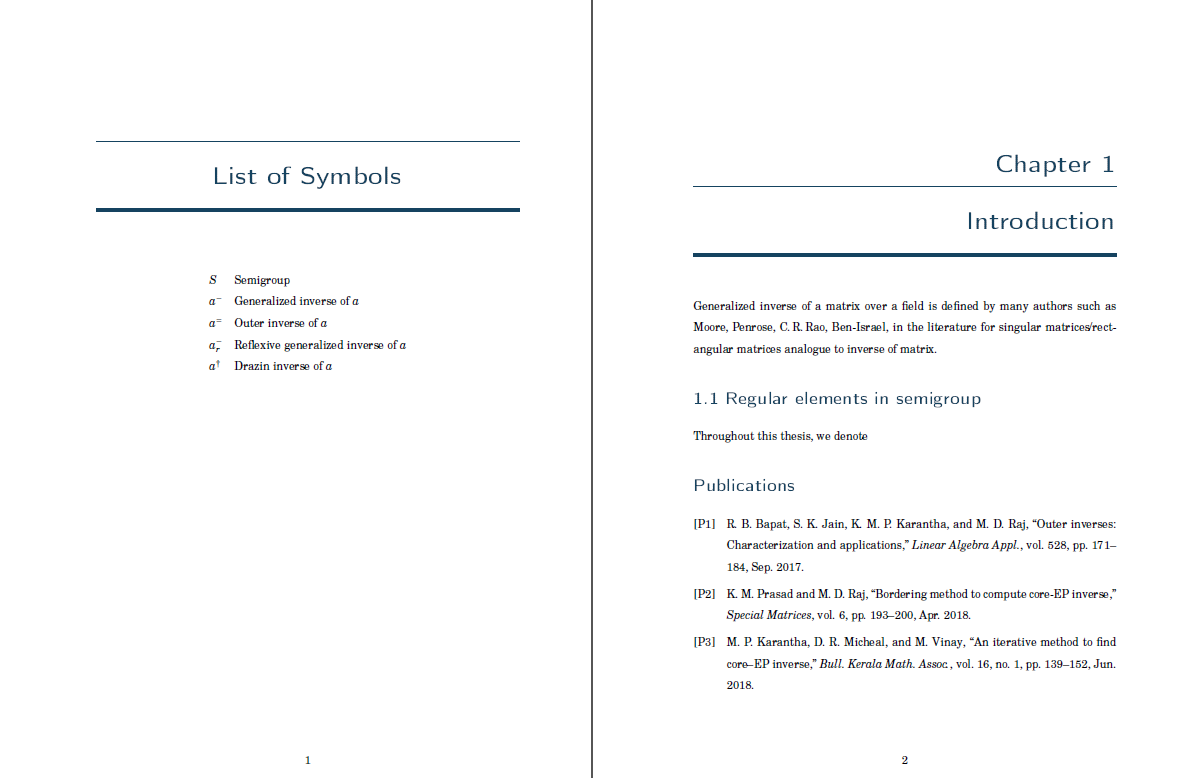 List of Symbols
S Semigroup
a⁻ Generalized inverse of a
a⁼ Outer inverse of a
aᵣ⁻ Reflexive generalized inverse of a
a† Drazin inverse of a
1
Chapter 1
Introduction
Generalized inverse of a matrix over a field is defined by many authors such as
Moore, Penrose, C. R. Rao, Ben-Israel, in the literature for singular matrices/rect-
angular matrices analogue to inverse of matrix.
1.1 Regular elements in semigroup
Throughout this thesis, we denote
Publications
[P1] R. B. Bapat, S. K. Jain, K. M. P. Karantha, and M. D. Raj, “Outer inverses:
Characterization and applications,” Linear Algebra Appl., vol. 528, pp. 171–
184, Sep. 2017.
[P2] K. M. Prasad and M. D. Raj, “Bordering method to compute core-EP inverse,”
Special Matrices, vol. 6, pp. 193–200, Apr. 2018.
[P3] M. P. Karantha, D. R. Micheal, and M. Vinay, “An iterative method to find
core–EP inverse,” Bull. Kerala Math. Assoc., vol. 16, no. 1, pp. 139–152, Jun.
2018.
2